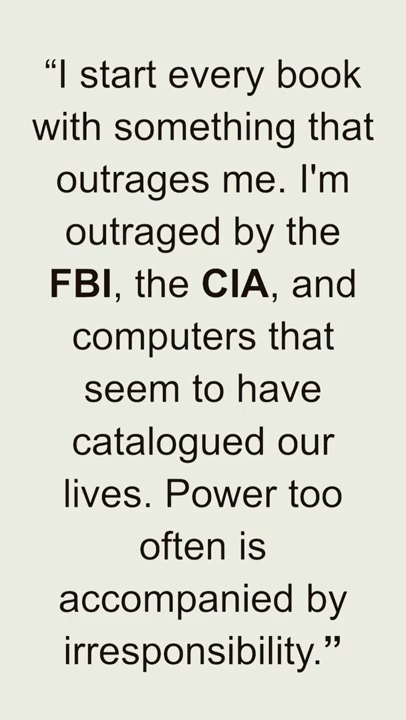 “I start every book
with something that
outrages me. I'm
outraged by the
FBI, the CIA, and
computers that
seem to have
catalogued our
lives. Power too
often is
accompanied by
irresponsibility.”